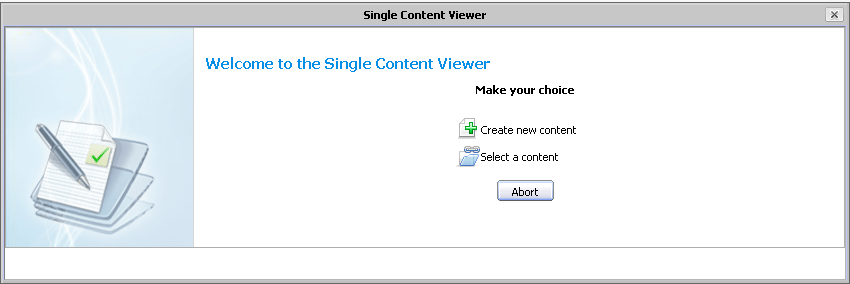 Single Content Viewer
Welcome to the Single Content Viewer
Make your choice
Create new content
Select a content
Abort